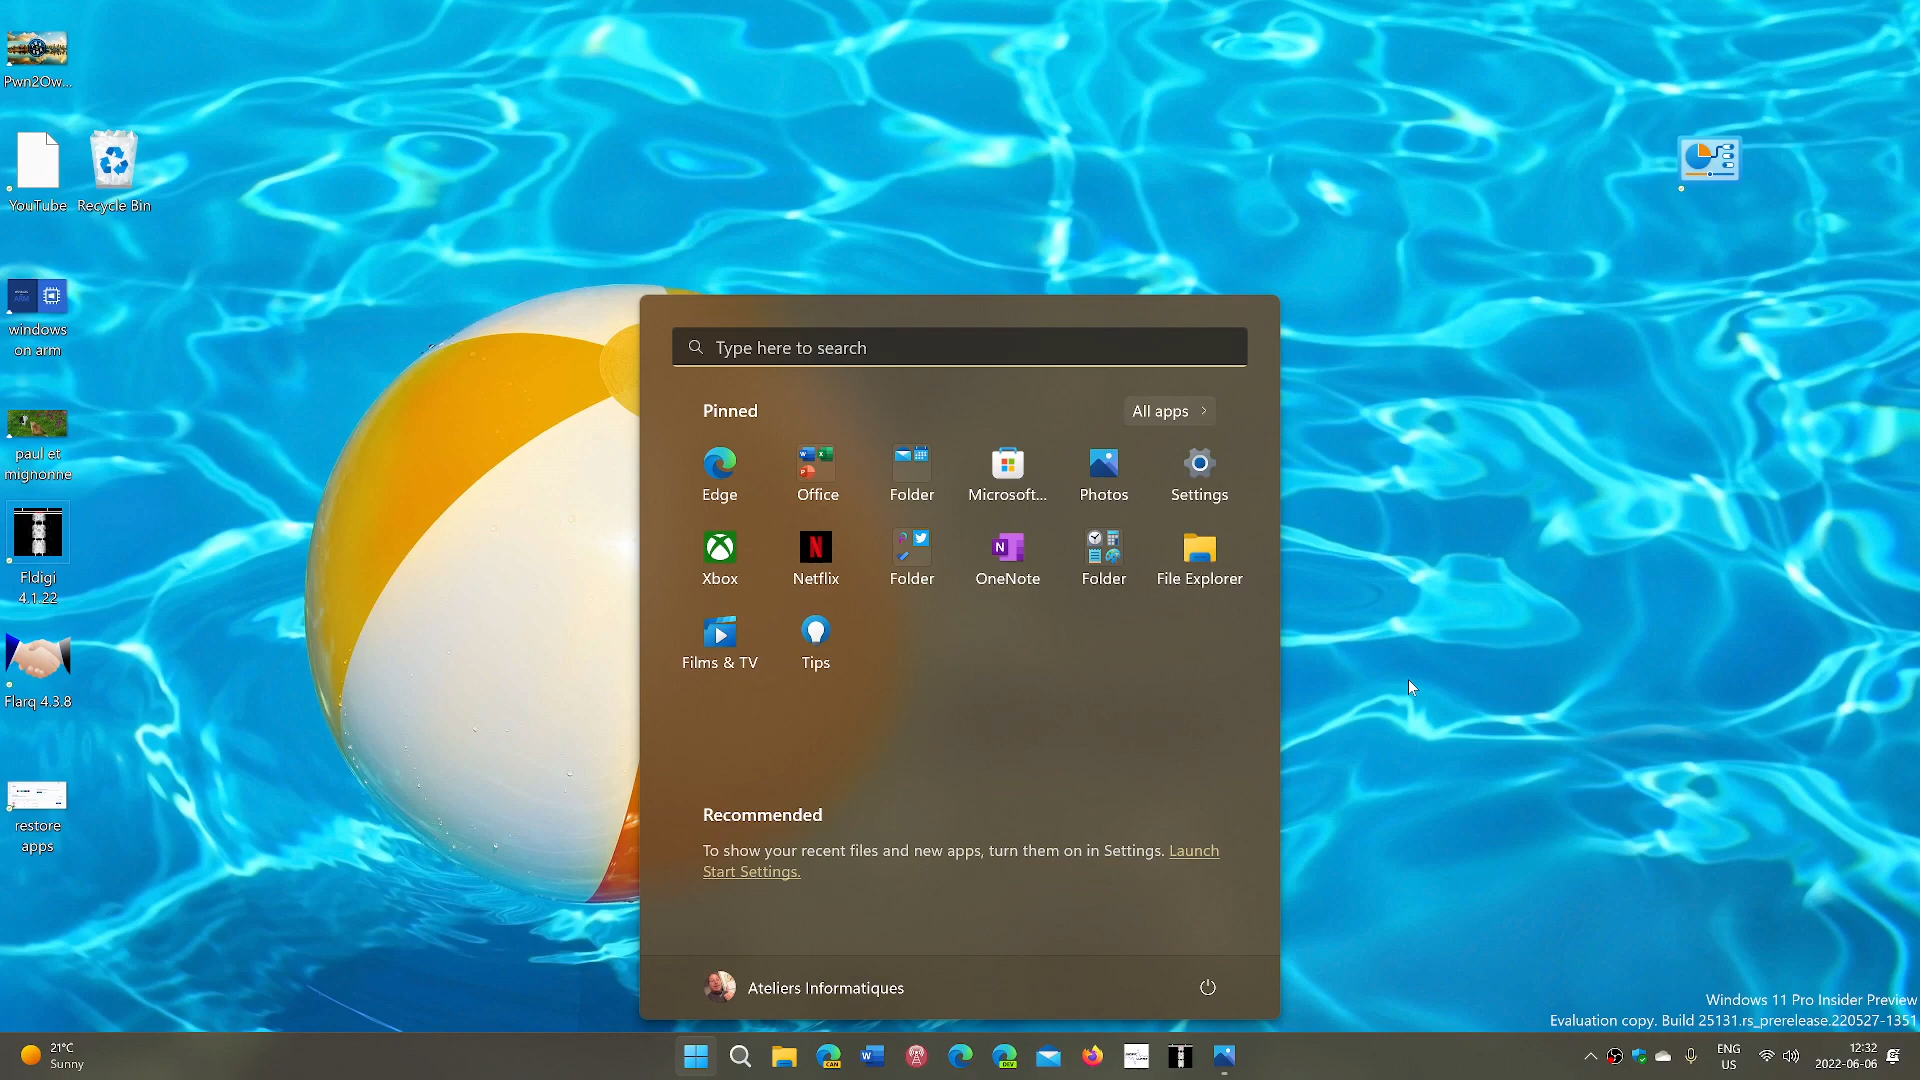 Pwn2Ow...
YouTube
Recycle Bin
windows
on arm
paul et
mignonne
Fldigi
4.1.22
Flarq 4.3.8
restore
apps
Type here to search
Pinned
All apps
Edge
Office
Folder
Microsoft...
Photos
Settings
Xbox
Netflix
Folder
OneNote
Folder
File Explorer
Films & TV
Tips
Recommended
To show your recent files and new apps, turn them on in Settings. Launch
Start Settings.
Ateliers Informatiques
Windows 11 Pro Insider Preview
Evaluation copy. Build 25131.rs_prerelease.220527-1351
21°C
Sunny
CAN
DEV
ENG
US
12:32
2022-06-06